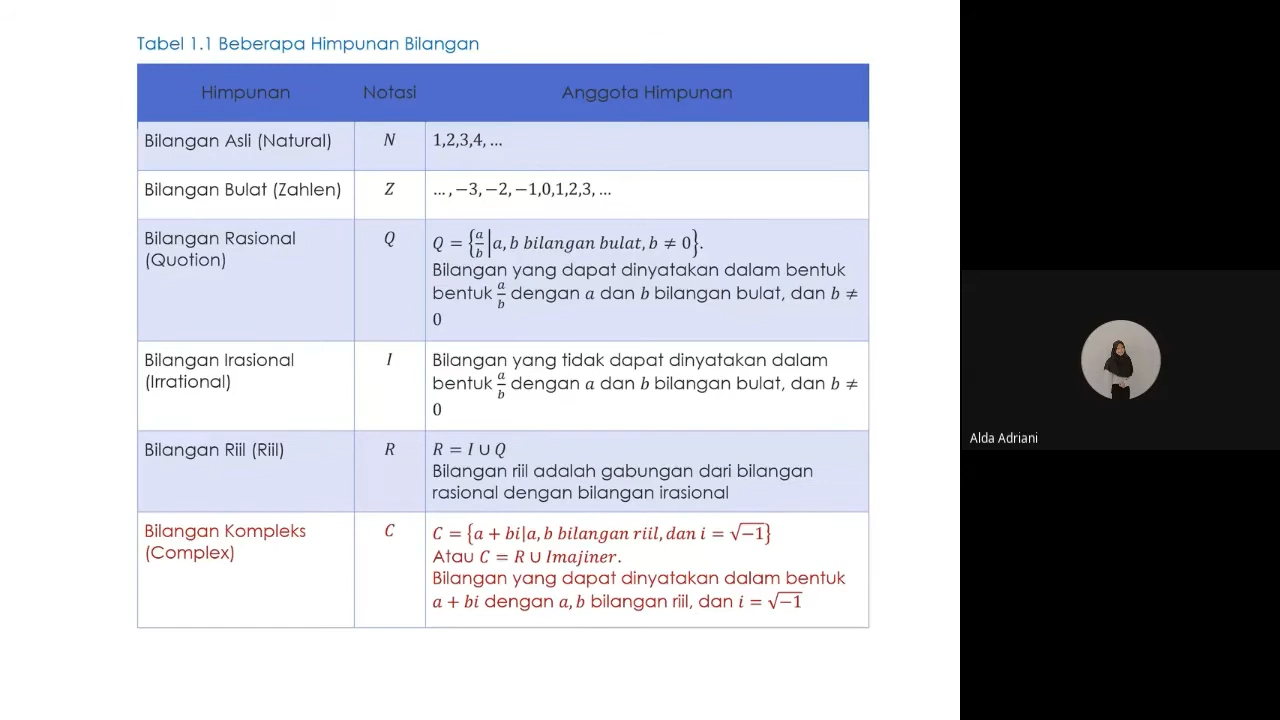 Tabel 1.1 Beberapa Himpunan Bilangan
Himpunan Notasi Anggota Himpunan
Bilangan Asli (Natural) N 1,2,3,4, …
Bilangan Bulat (Zahlen) Z … , −3, −2, −1,0,1,2,3, …
Bilangan Rasional Q Q = {a/b | a, b bilangan bulat, b ≠ 0}.
(Quotion) Bilangan yang dapat dinyatakan dalam bentuk
bentuk a/b dengan a dan b bilangan bulat, dan b ≠
0
Bilangan Irasional I Bilangan yang tidak dapat dinyatakan dalam
(Irrational) bentuk a/b dengan a dan b bilangan bulat, dan b ≠
0
Bilangan Riil (Riil) R R = I ∪ Q
Bilangan riil adalah gabungan dari bilangan
rasional dengan bilangan irasional
Bilangan Kompleks C C = {a + bi|a, b bilangan riil, dan i = √−1}
(Complex) Atau C = R ∪ Imajiner.
Bilangan yang dapat dinyatakan dalam bentuk
a + bi dengan a, b bilangan riil, dan i = √−1
Alda Adriani